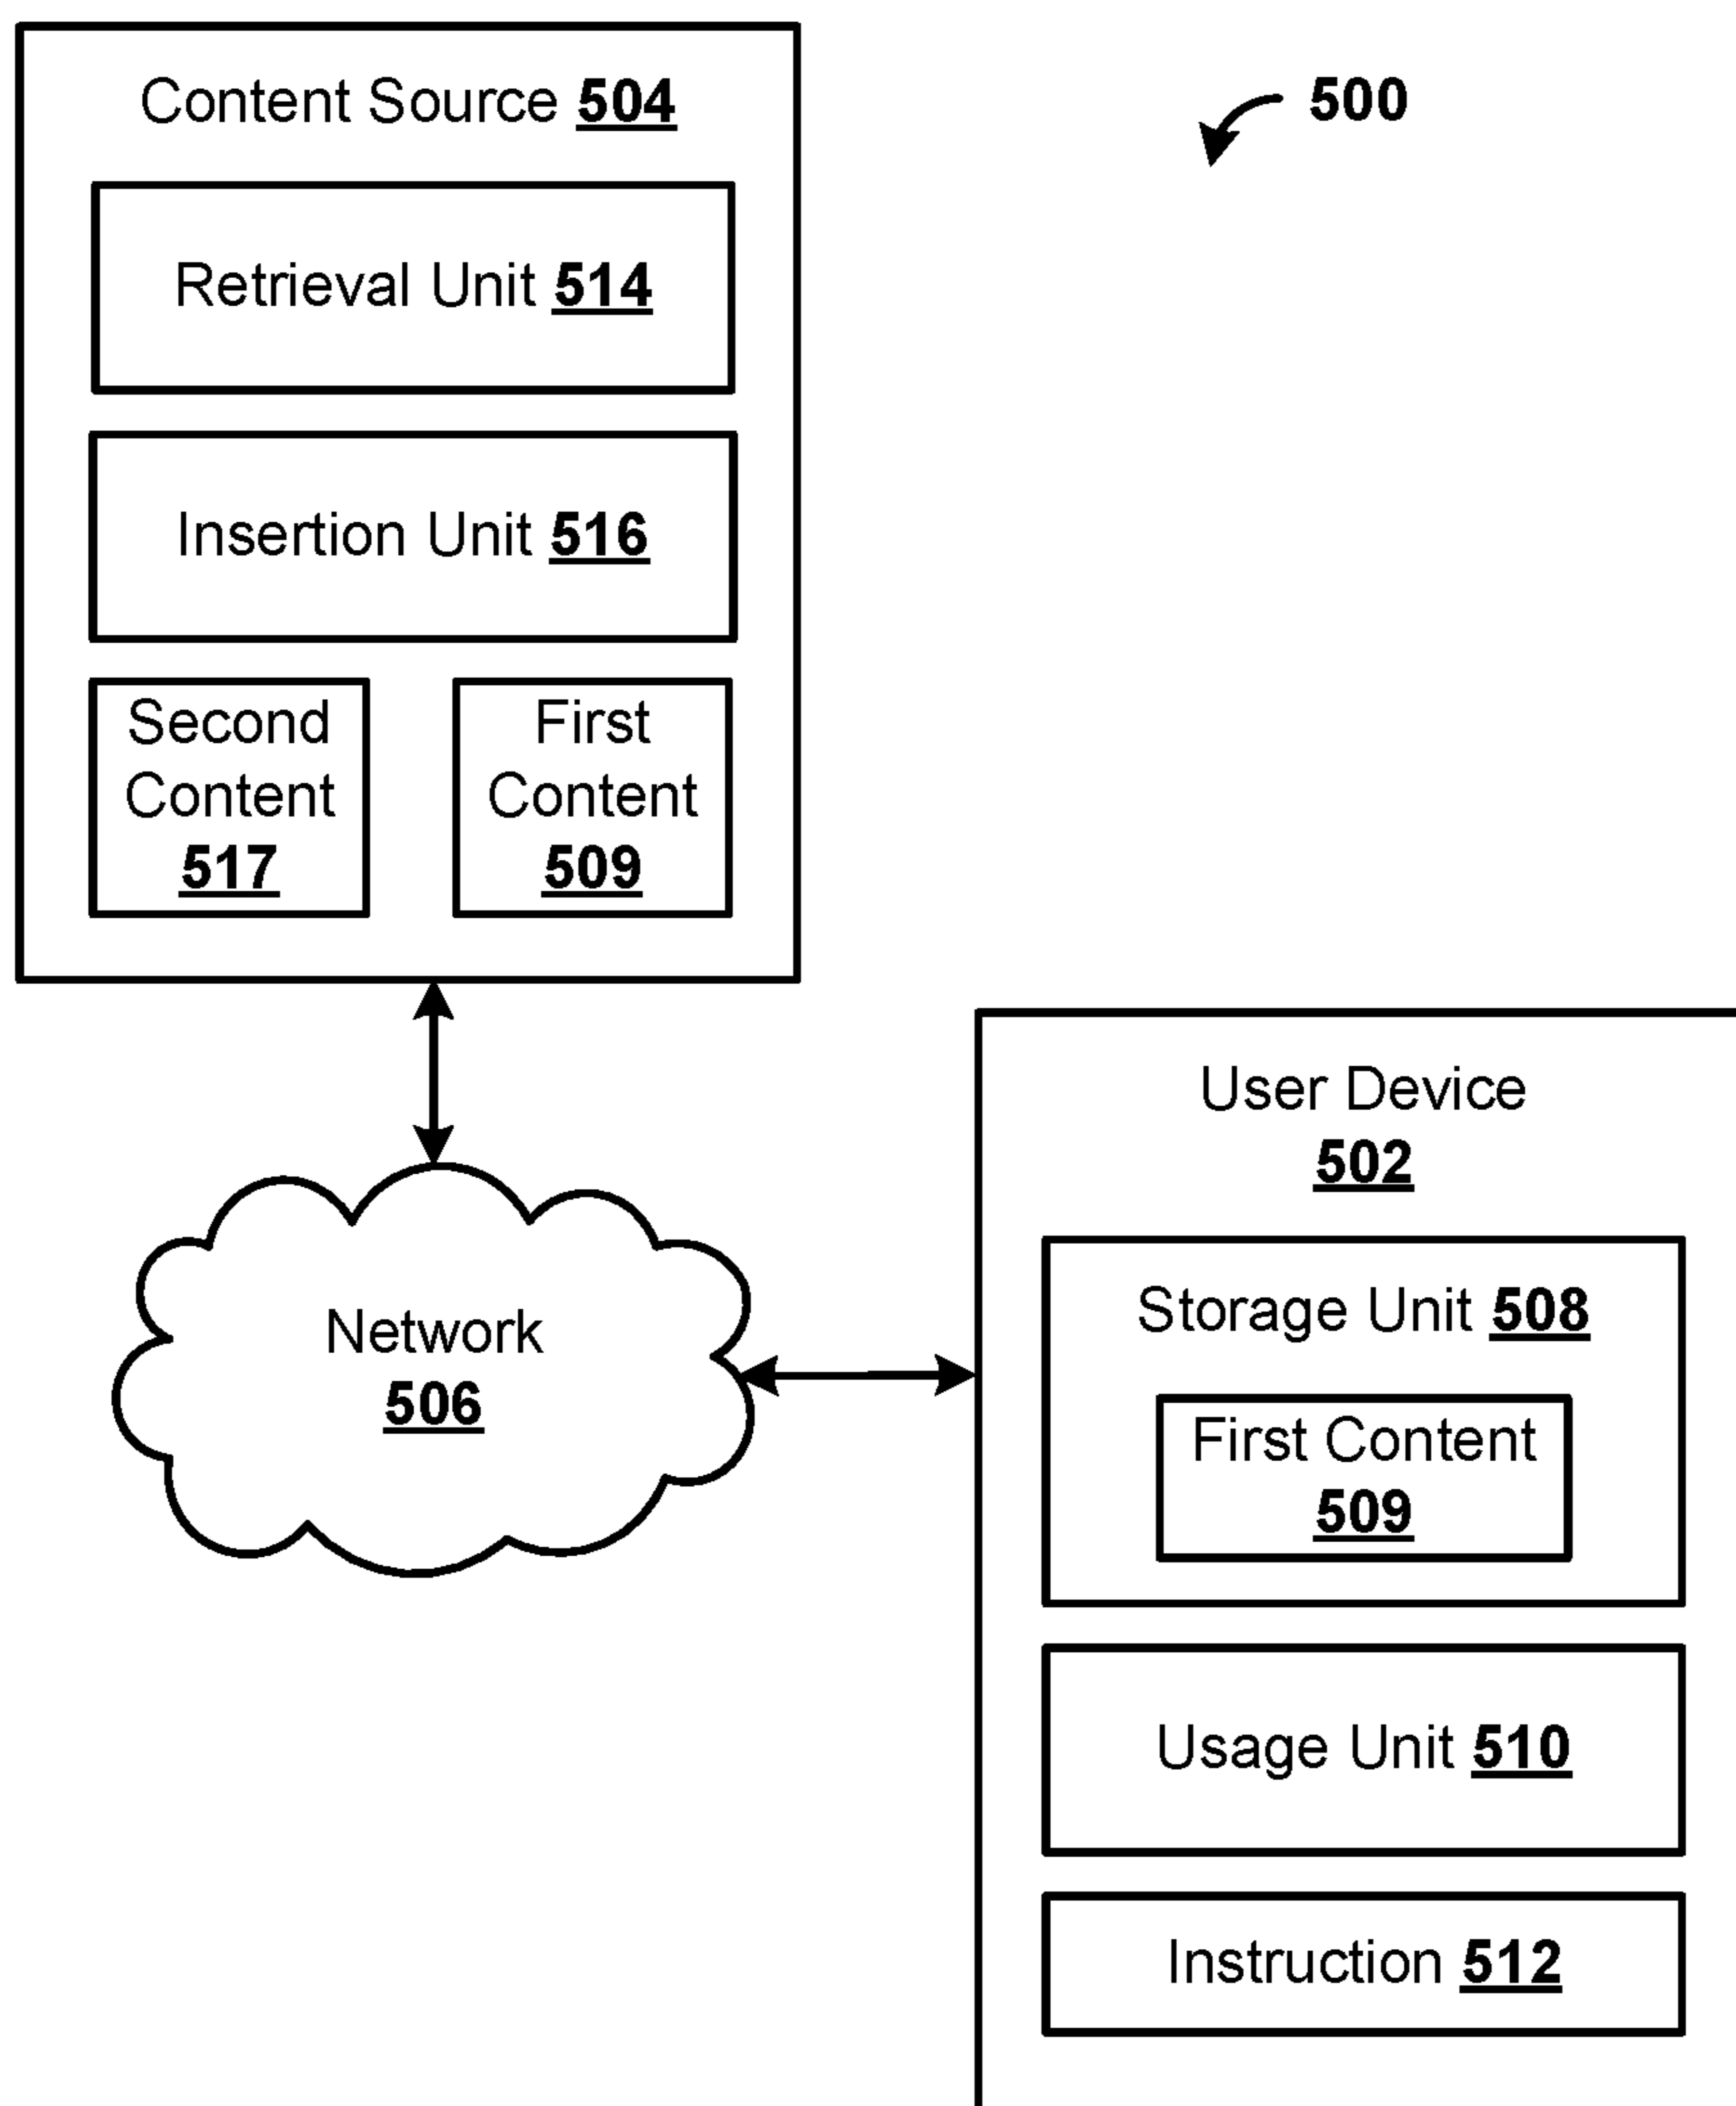 Content Source 504
500
Retrieval Unit 514
Insertion Unit 516
Second
Content
517
First
Content
509
Network
506
User Device
502
Storage Unit 508
First Content
509
Usage Unit 510
Instruction 512